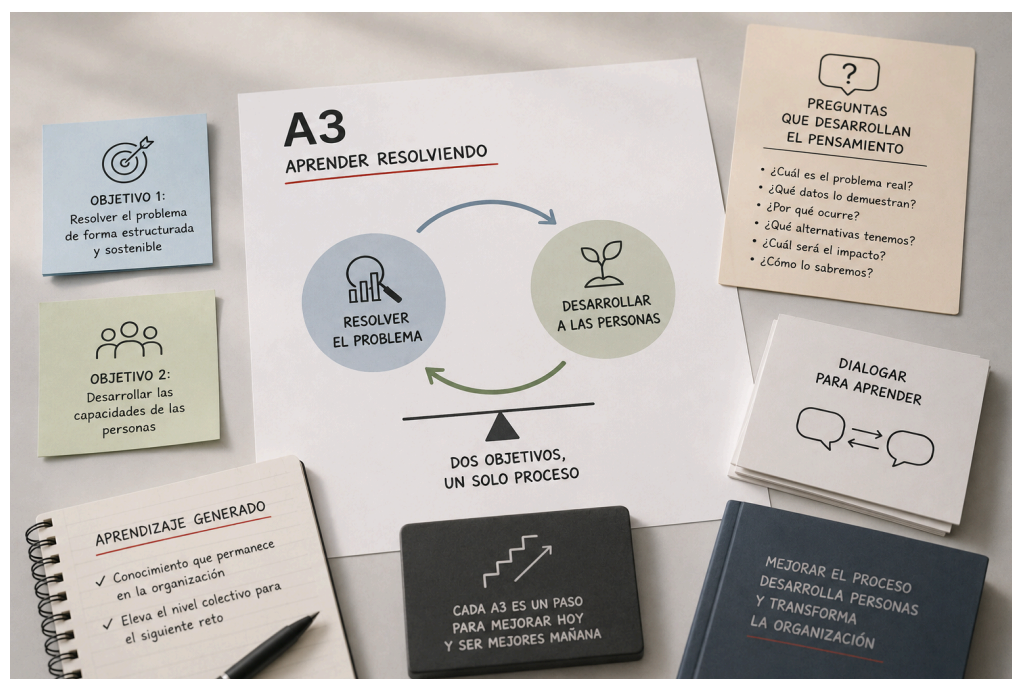 A3
APRENDER RESOLVIENDO
RESOLVER
EL PROBLEMA
DESARROLLAR
A LAS PERSONAS
DOS OBJETIVOS,
UN SOLO PROCESO
OBJETIVO 1:
Resolver el problema
de forma estructurada
y sostenible
OBJETIVO 2:
Desarrollar las
capacidades de las
personas
?
PREGUNTAS
QUE DESARROLLAN
EL PENSAMIENTO
• ¿Cuál es el problema real?
• ¿Qué datos lo demuestran?
• ¿Por qué ocurre?
• ¿Qué alternativas tenemos?
• ¿Cuál será el impacto?
• ¿Cómo lo sabremos?
DIALOGAR
PARA APRENDER
APRENDIZAJE GENERADO
✓ Conocimiento que permanece
en la organización
✓ Eleva el nivel colectivo para
el siguiente reto
CADA A3 ES UN PASO
PARA MEJORAR HOY
Y SER MEJORES MAÑANA
MEJORAR EL PROCESO
DESARROLLA PERSONAS
Y TRANSFORMA
LA ORGANIZACIÓN